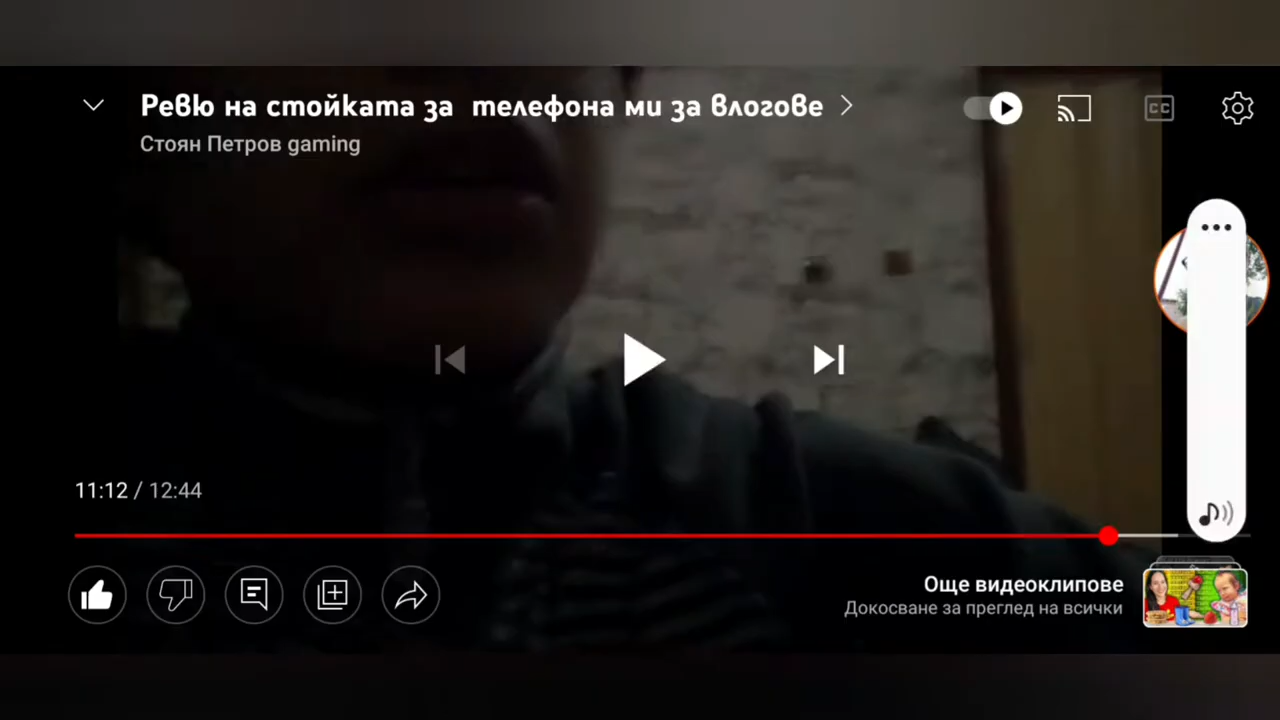 Ревю на стойката за телефона ми за влогове
Стоян Петров gaming
CC
11:12 / 12:44
Още видеоклипове
Докосване за преглед на всички